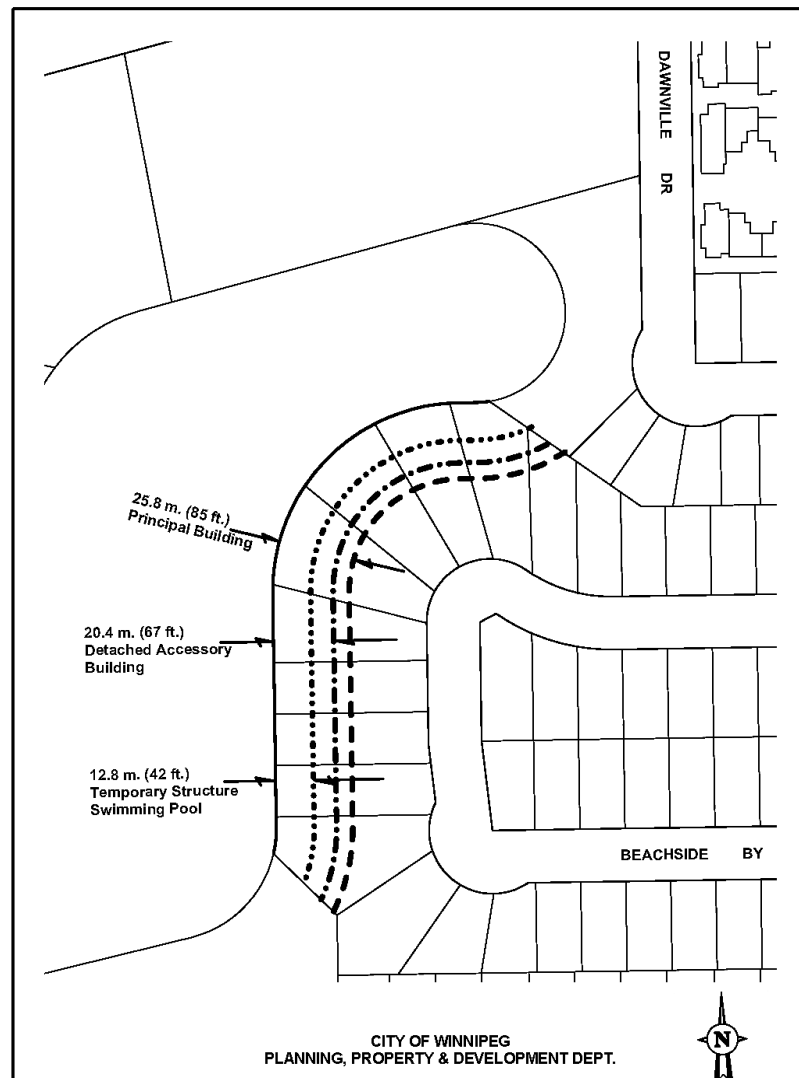 DAWNVILLE DR
25.8 m. (85 ft.)
Principal Building
20.4 m. (67 ft.)
Detached Accessory
Building
12.8 m. (42 ft.)
Temporary Structure
Swimming Pool
BEACHSIDE BY
CITY OF WINNIPEG
PLANNING, PROPERTY & DEVELOPMENT DEPT.
N